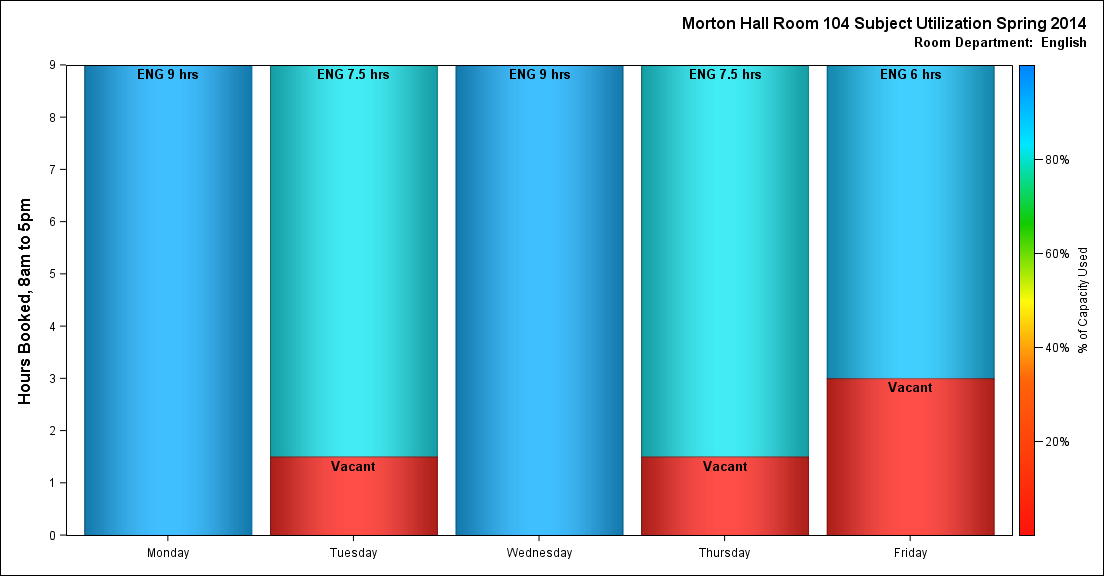 Morton Hall Room 104 Subject Utilization Spring 2014
Room Department: English
Hours Booked, 8am to 5pm
9
8
7
6
5
4
3
2
1
0
ENG 9 hrs
ENG 7.5 hrs
ENG 9 hrs
ENG 7.5 hrs
ENG 6 hrs
Vacant
Vacant
Vacant
Monday
Tuesday
Wednesday
Thursday
Friday
80%
60%
40%
20%
% of Capacity Used